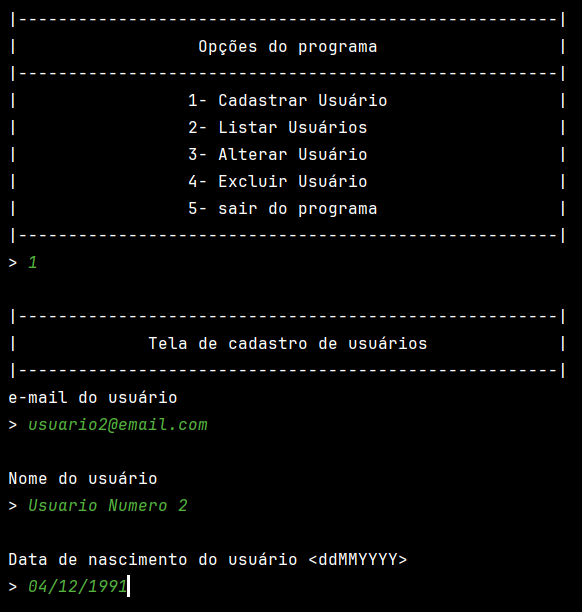 |------------------------------------------------------|
|                  Opções do programa                  |
|------------------------------------------------------|
|                 1- Cadastrar Usuário                 |
|                 2- Listar Usuários                   |
|                 3- Alterar Usuário                   |
|                 4- Excluir Usuário                   |
|                 5- sair do programa                  |
|------------------------------------------------------|
> 1
|------------------------------------------------------|
|             Tela de cadastro de usuários             |
|------------------------------------------------------|
e-mail do usuário
> usuario2@email.com
Nome do usuário
> Usuario Numero 2
Data de nascimento do usuário <ddMMYYYY>
> 04/12/1991